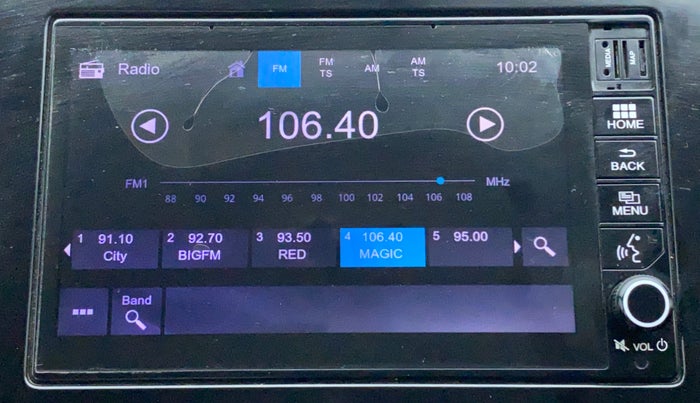 Radio FM FM TS AM AM TS 10:02
MEDIA MAP
106.40
HOME
BACK
FM1 MHz
88 90 92 94 96 98 100 102 104 106 108
MENU
1 91.10 2 92.70 3 93.50 4 106.40 5 95.00
City BIGFM RED MAGIC
Band
VOL